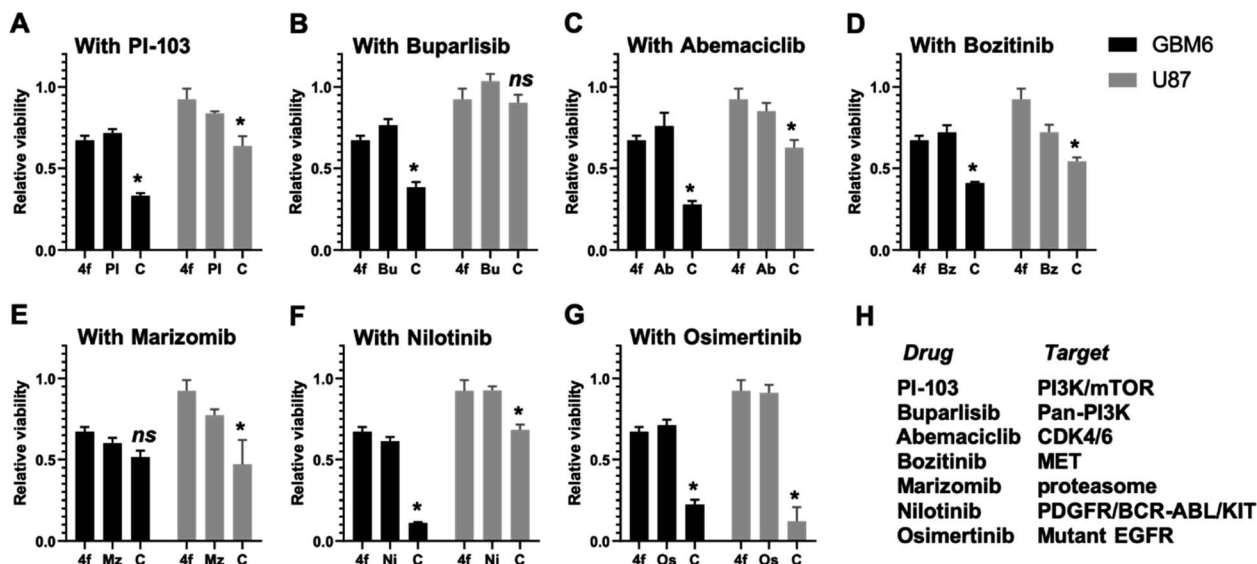 A
With PI-103
Relative viability
1.0
0.5
0.0
*
*
4f PI C 4f PI C
B
With Buparlisib
Relative viability
1.0
0.5
0.0
*
ns
4f Bu C 4f Bu C
C
With Abemaciclib
Relative viability
1.0
0.5
0.0
*
*
4f Ab C 4f Ab C
D
With Bozitinib
Relative viability
1.0
0.5
0.0
*
*
4f Bz C 4f Bz C
GBM6
U87
E
With Marizomib
Relative viability
1.0
0.5
0.0
ns
*
4f Mz C 4f Mz C
F
With Nilotinib
Relative viability
1.0
0.5
0.0
*
*
4f Ni C 4f Ni C
G
With Osimertinib
Relative viability
1.0
0.5
0.0
*
*
4f Os C 4f Os C
H
Drug Target
PI-103 PI3K/mTOR
Buparlisib Pan-PI3K
Abemaciclib CDK4/6
Bozitinib MET
Marizomib proteasome
Nilotinib PDGFR/BCR-ABL/KIT
Osimertinib Mutant EGFR